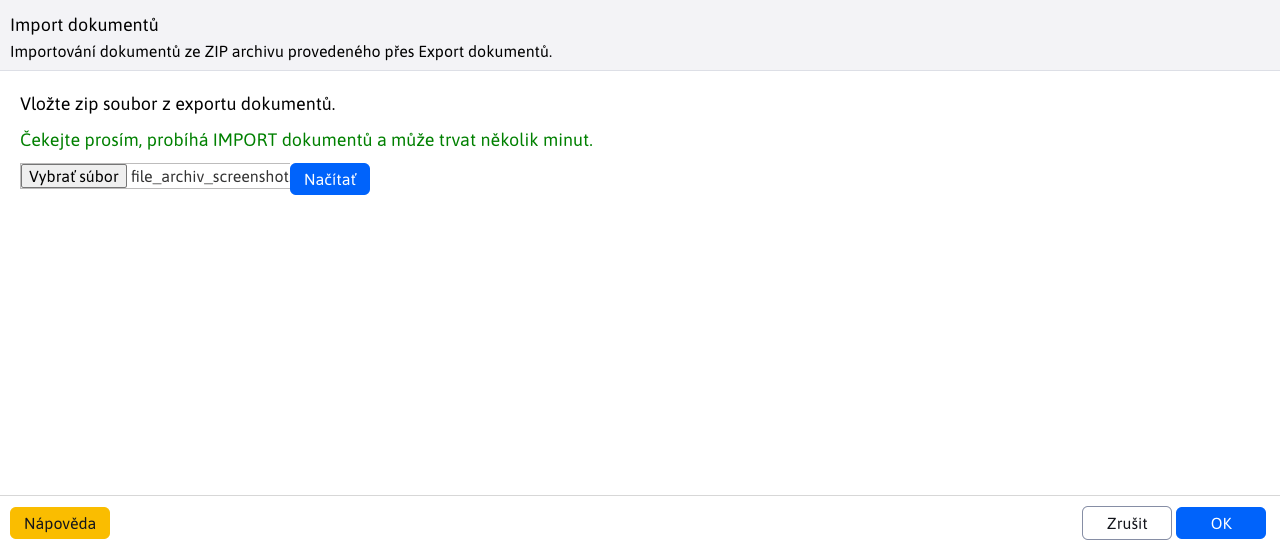 Import dokumentů
Importování dokumentů ze ZIP archivu provedeného přes Export dokumentů.
Vložte zip soubor z exportu dokumentů.
Čekejte prosím, probíhá IMPORT dokumentů a může trvat několik minut.
Vybrať súbor file_archiv_screenshot Načítať
Nápověda Zrušit OK